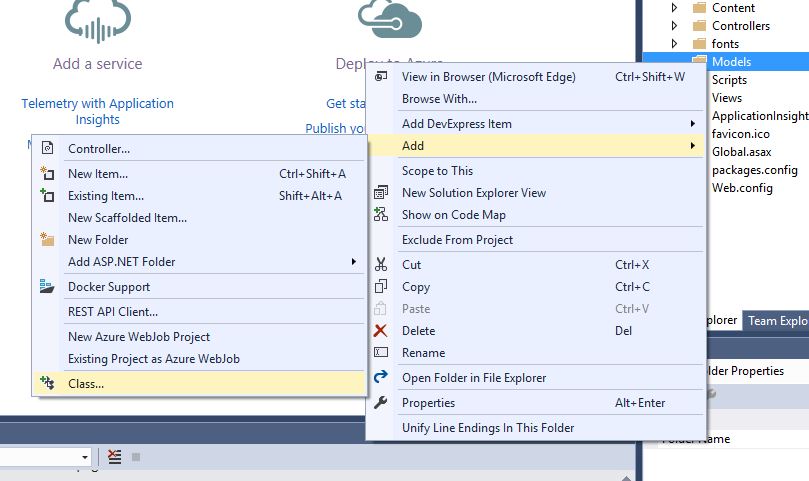 Add a service
Deploy to Azure
Telemetry with Application
Insights
Get sta
Publish you
Controller...
New Item... Ctrl+Shift+A
Existing Item... Shift+Alt+A
New Scaffolded Item...
New Folder
Add ASP.NET Folder
Docker Support
REST API Client...
New Azure WebJob Project
Existing Project as Azure WebJob
Class...
View in Browser (Microsoft Edge) Ctrl+Shift+W
Browse With...
Add DevExpress Item
Add
Scope to This
New Solution Explorer View
Show on Code Map
Exclude From Project
Cut Ctrl+X
Copy Ctrl+C
Paste Ctrl+V
Delete Del
Rename
Open Folder in File Explorer
Properties Alt+Enter
Unify Line Endings In This Folder
Content
Controllers
fonts
Models
Scripts
Views
ApplicationInsight
favicon.ico
Global.asax
packages.config
Web.config
plorer Team Explo
lder Properties
Folder Name